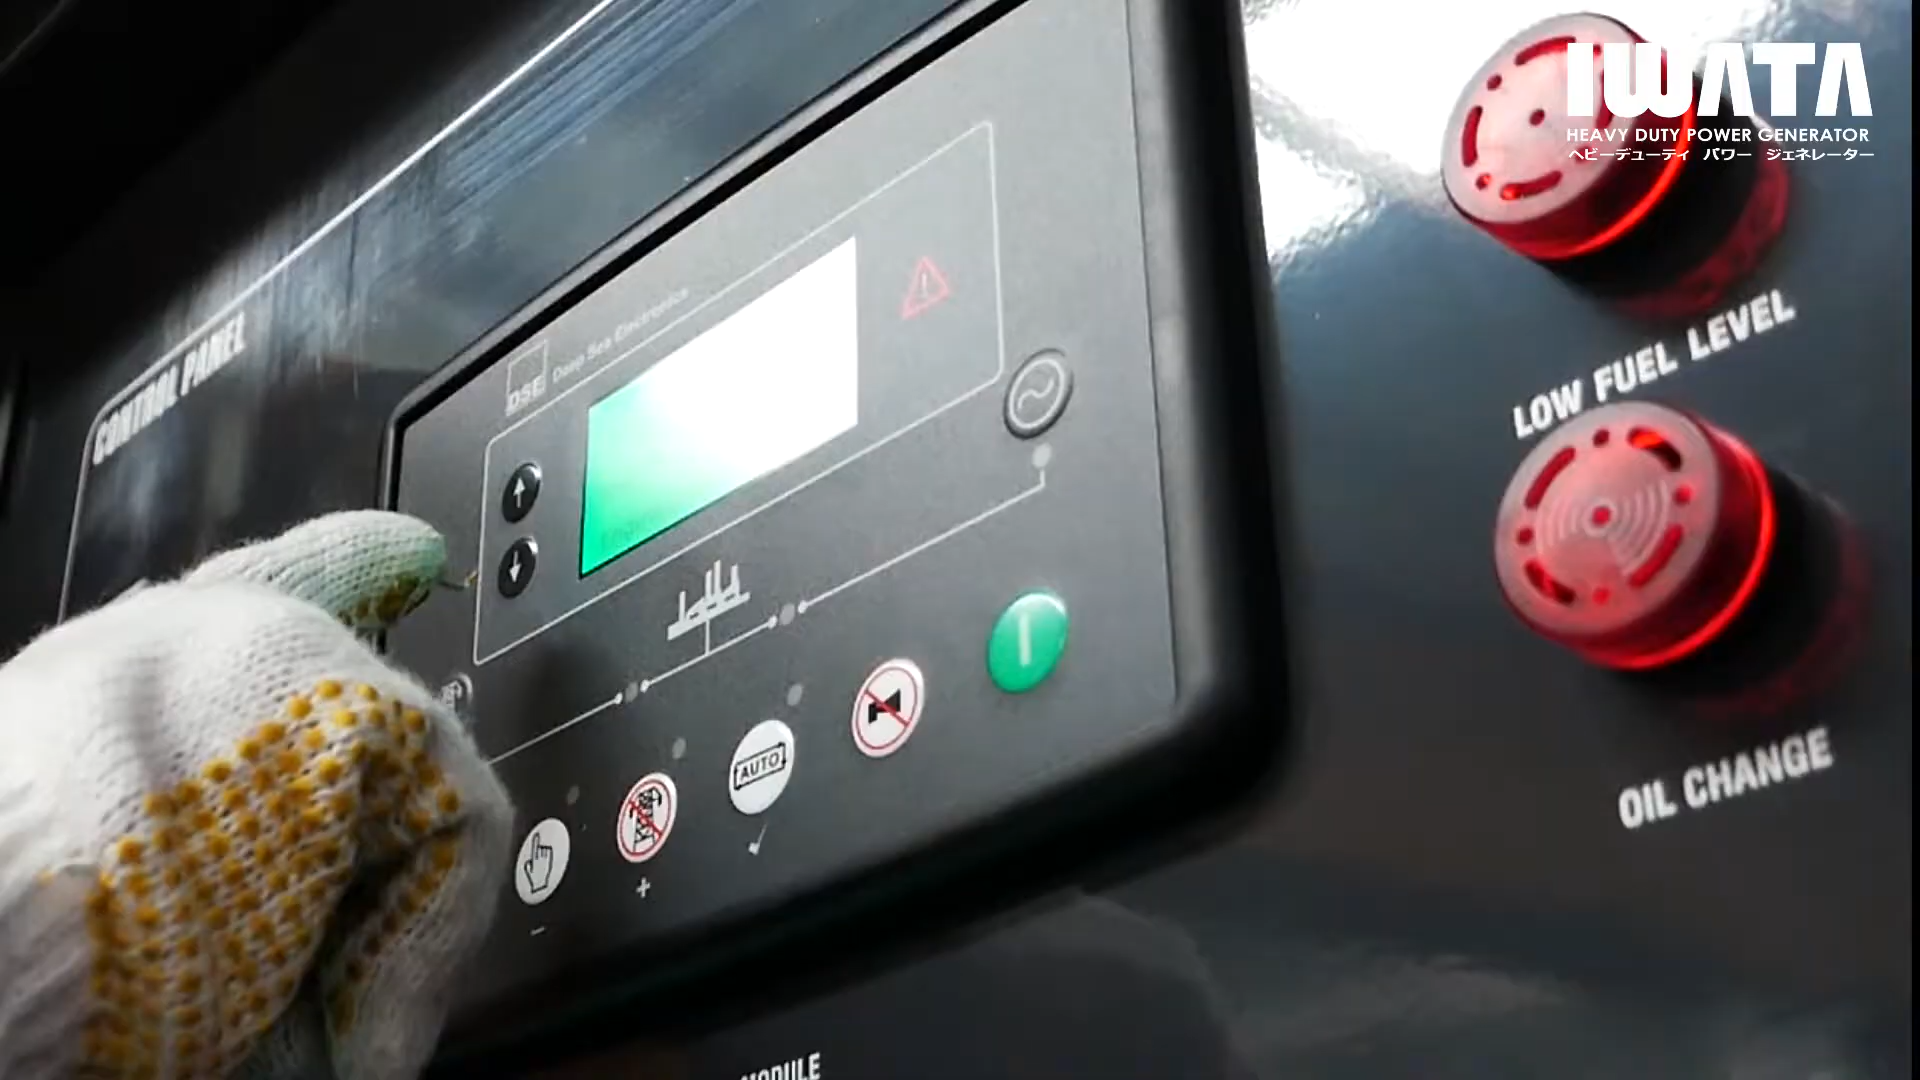 IWATA
HEAVY DUTY POWER GENERATOR
ヘビーデューティ パワー ジェネレーター
CONTROL PANEL
DSE Deep Sea Electronics
LOW FUEL LEVEL
AUTO
OIL CHANGE
MODULE